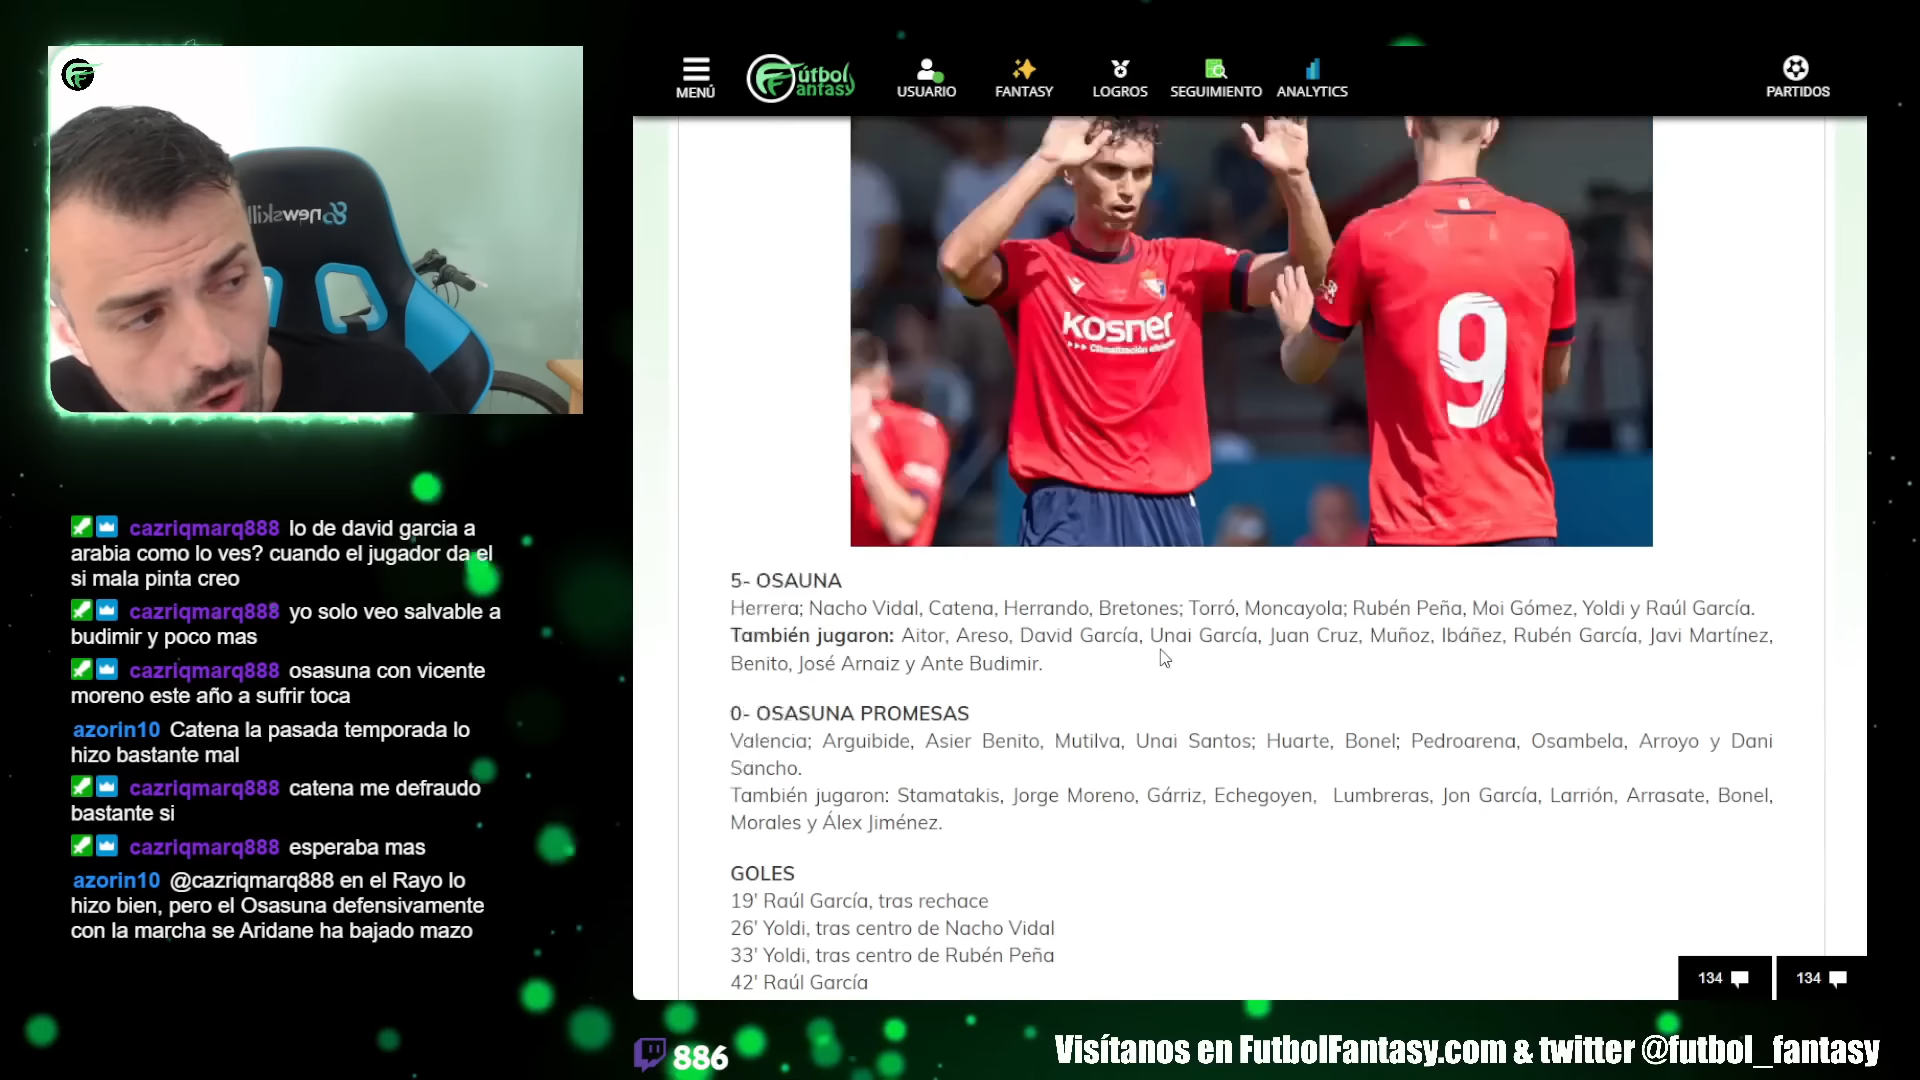 newskill
cazriqmarq888 lo de david garcia a
arabia como lo ves? cuando el jugador da el
si mala pinta creo
cazriqmarq888 yo solo veo salvable a
budimir y poco mas
cazriqmarq888 osasuna con vicente
moreno este año a sufrir toca
azorin10 Catena la pasada temporada lo
hizo bastante mal
cazriqmarq888 catena me defraudo
bastante si
cazriqmarq888 esperaba mas
azorin10 @cazriqmarq888 en el Rayo lo
hizo bien, pero el Osasuna defensivamente
con la marcha se Aridane ha bajado mazo
MENÚ
Fútbol
Fantasy
USUARIO
FANTASY
LOGROS
SEGUIMIENTO
ANALYTICS
PARTIDOS
KOSNER
Climatización
9
5- OSAUNA
Herrera; Nacho Vidal, Catena, Herrando, Bretones; Torró, Moncayola; Rubén Peña, Moi Gómez, Yoldi y Raúl García.
También jugaron: Aitor, Areso, David García, Unai García, Juan Cruz, Muñoz, Ibáñez, Rubén García, Javi Martínez,
Benito, José Arnaiz y Ante Budimir.
0- OSASUNA PROMESAS
Valencia; Arguibide, Asier Benito, Mutilva, Unai Santos; Huarte, Bonel; Pedroarena, Osambela, Arroyo y Dani
Sancho.
También jugaron: Stamatakis, Jorge Moreno, Gárriz, Echegoyen, Lumbreras, Jon García, Larrión, Arrasate, Bonel,
Morales y Álex Jiménez.
GOLES
19' Raúl García, tras rechace
26' Yoldi, tras centro de Nacho Vidal
33' Yoldi, tras centro de Rubén Peña
42' Raúl García
134
134
886
Visítanos en FutbolFantasy.com & twitter @futbol_fantasy